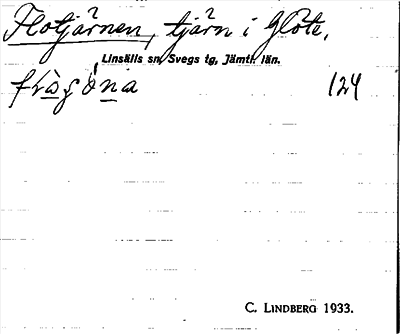 Flotjärnen, tjärn i Glöte,
Linsälls sn, Svegs tg, Jämtl. län.
124
C. LINDBERG 1933.